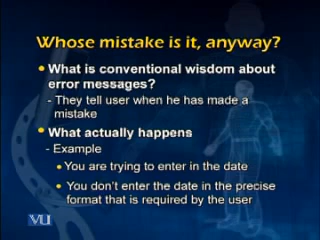 Whose mistake is it, anyway?
• What is conventional wisdom about
error messages?
- They tell user when he has made a
mistake
• What actually happens
- Example
• You are trying to enter in the date
• You don't enter the date in the precise
format that is required by the user
VU